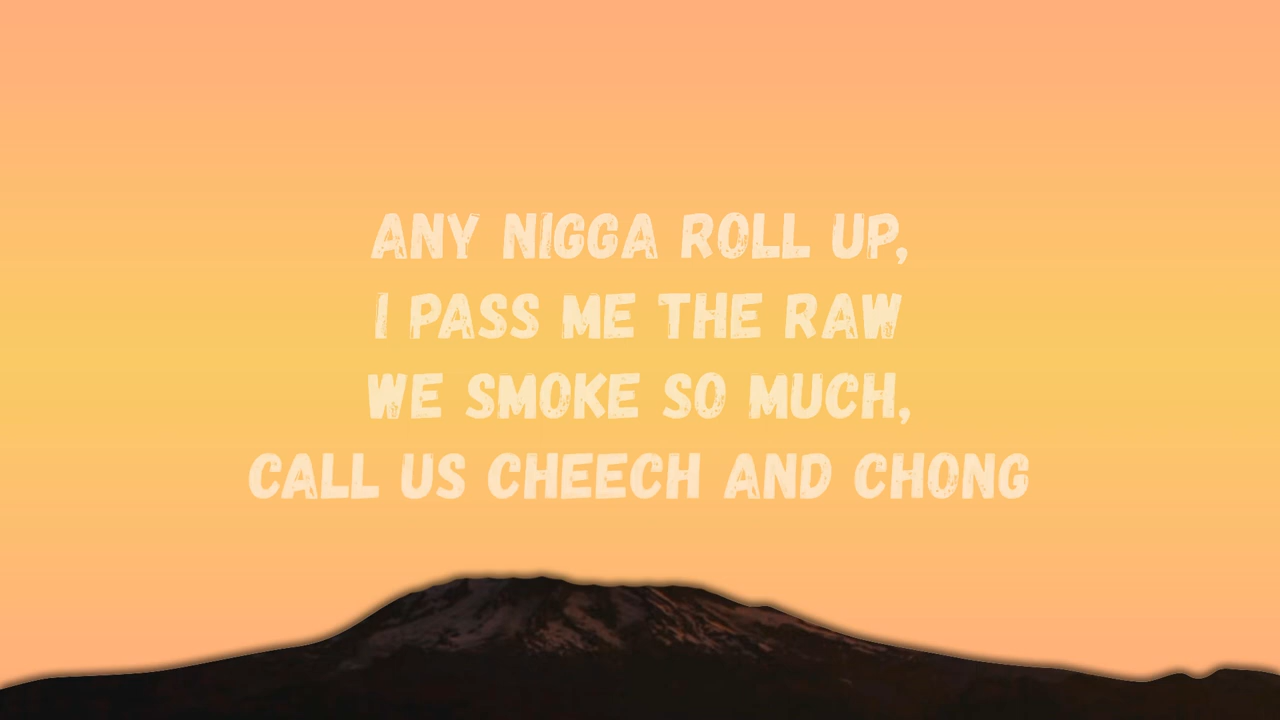 ANY NIGGA ROLL UP,
I PASS ME THE RAW
WE SMOKE SO MUCH,
CALL US CHEECH AND CHONG